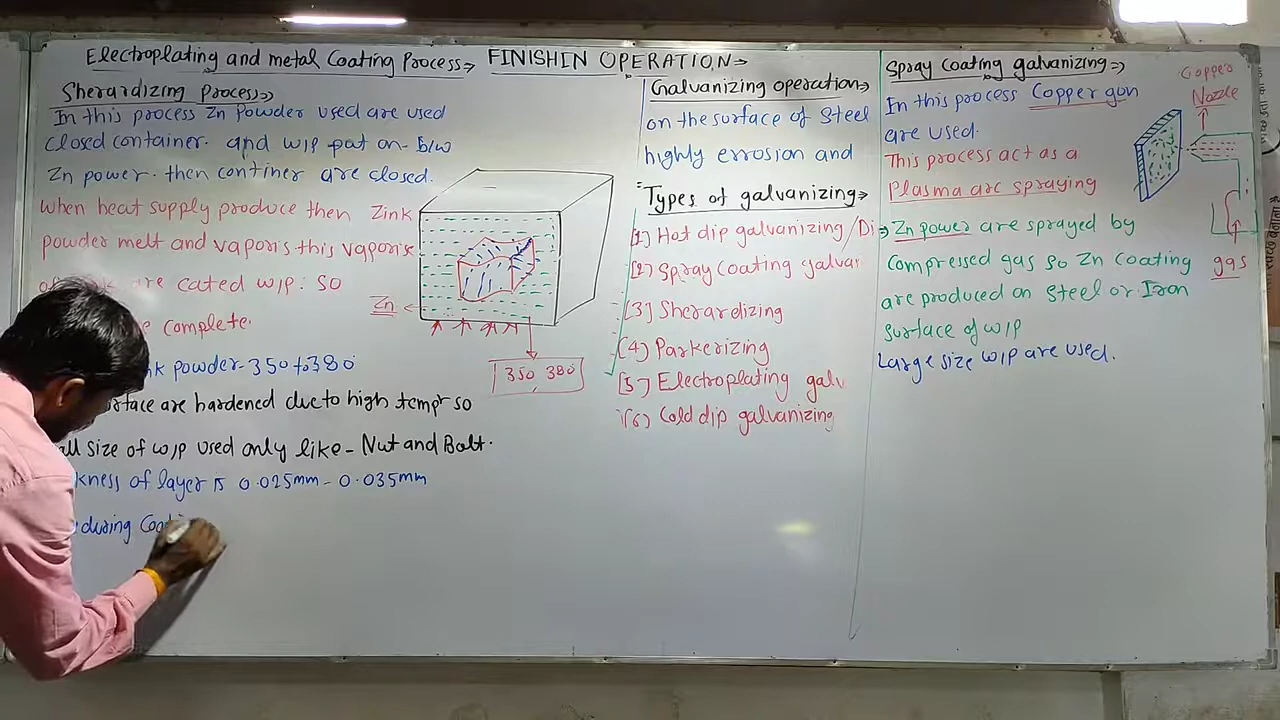 Electroplating and metal Coating Process→ FINISHIN OPERATION→
Sherardizing Process→
In this process Zn Powder used are used
closed container. and w/p put on- b/w
Zn power. then continer are closed.
when heat supply produce then Zink
powder melt and vaporis this vaporise
are cated w/p: so
complete.
powder-350 to 380
are hardened due to high tempr so
size of w/p used only like- Nut and Bolt.
kness of layer is 0.025mm - 0.035mm
during
Zn
350 380
Galvanizing operation→
on the surface of steel
highly errosion and
Types of galvanizing→
[1] Hot dip galvanizing / Di
[2] Spray Coating galvar
[3] Sherardizing
[4] Parkerizing
[5] Electroplating galv
[6] Cold dip galvanizing
Spray Coating galvanizing→
In this process Copper gun
are used.
This process act as a
Plasma arc spraying
→ Zn power are sprayed by
compressed gas so Zn coating
are produced on steel or Iron
surface of w/p
Large size w/p are used.
Copper
Nozzle
gas